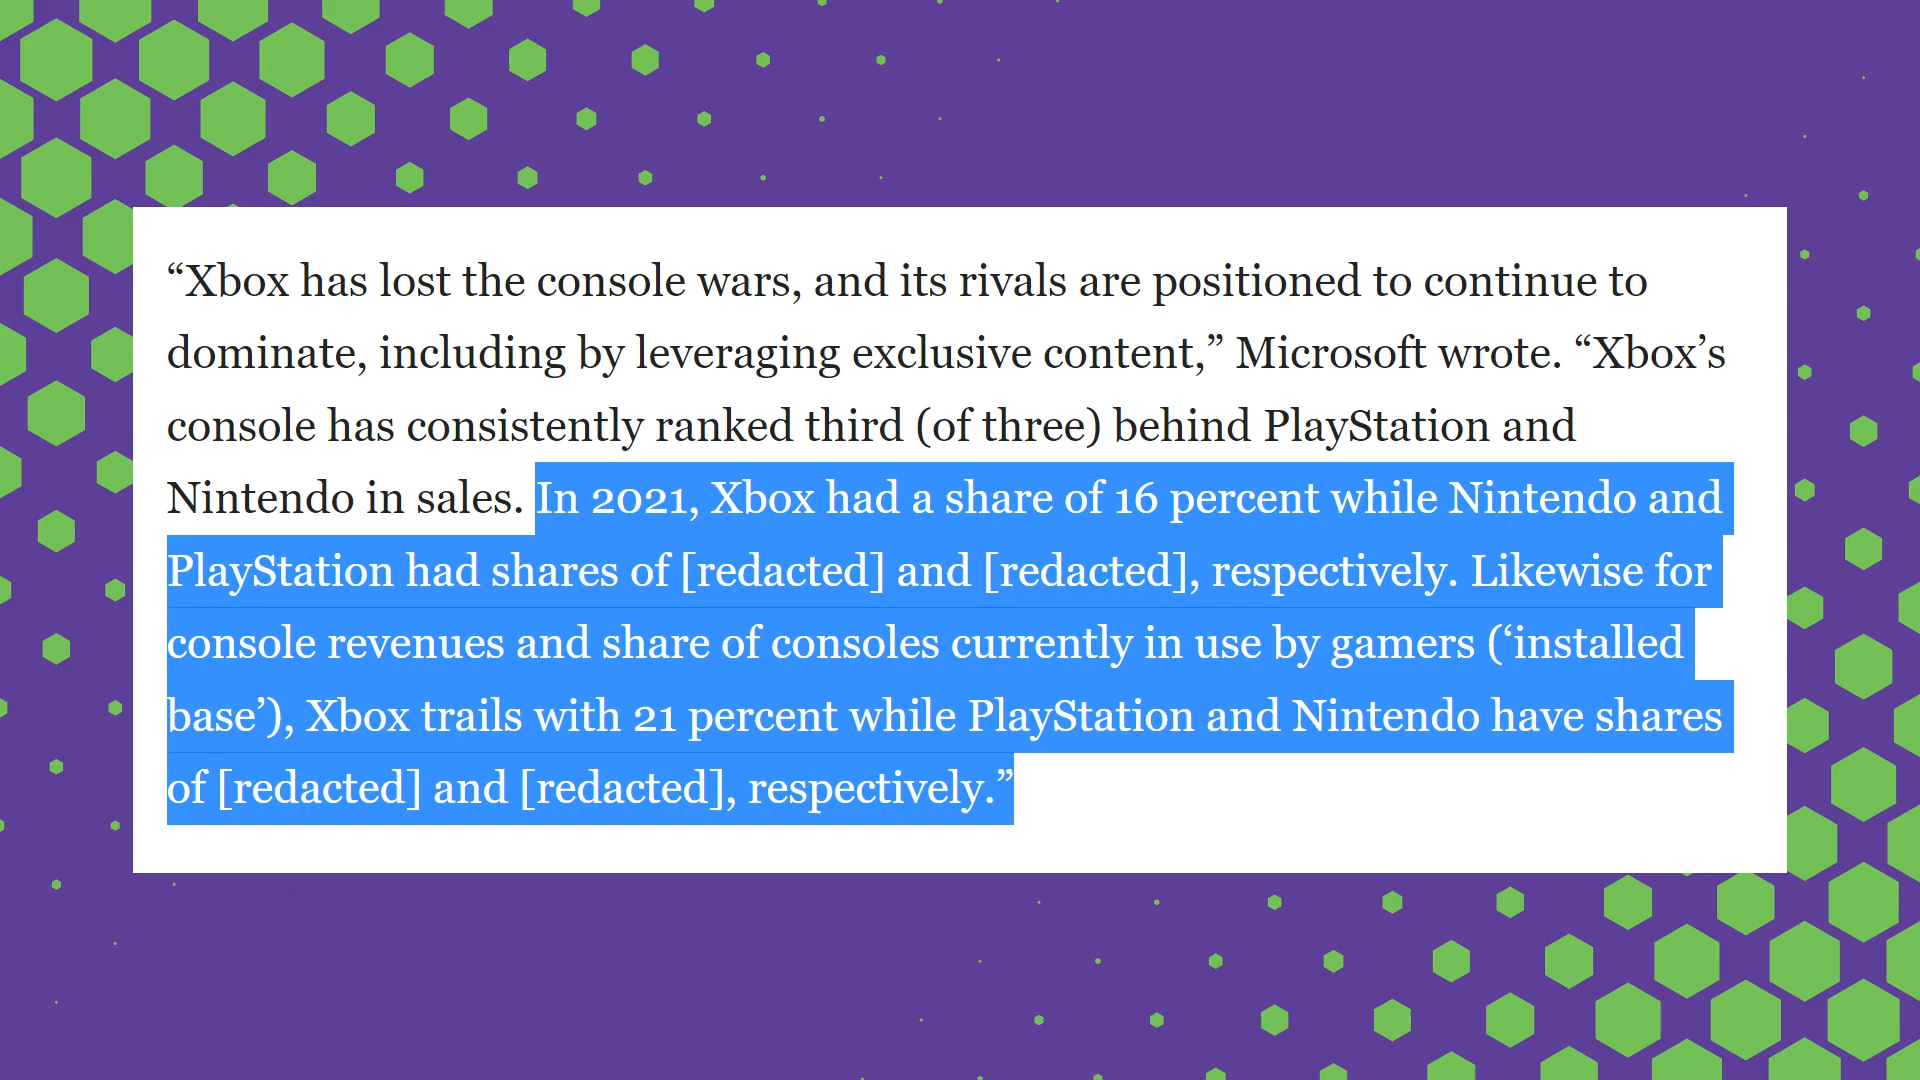 “Xbox has lost the console wars, and its rivals are positioned to continue to
dominate, including by leveraging exclusive content,” Microsoft wrote. “Xbox’s
console has consistently ranked third (of three) behind PlayStation and
Nintendo in sales. In 2021, Xbox had a share of 16 percent while Nintendo and
PlayStation had shares of [redacted] and [redacted], respectively. Likewise for
console revenues and share of consoles currently in use by gamers (‘installed
base’), Xbox trails with 21 percent while PlayStation and Nintendo have shares
of [redacted] and [redacted], respectively.”